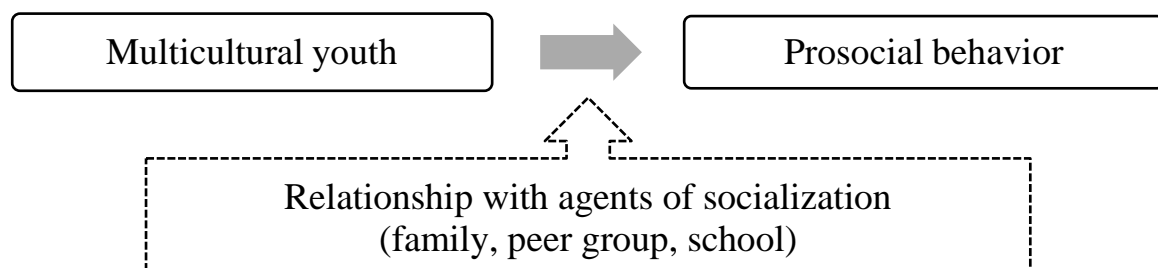 Multicultural youth
Prosocial behavior
Relationship with agents of socialization
(family, peer group, school)